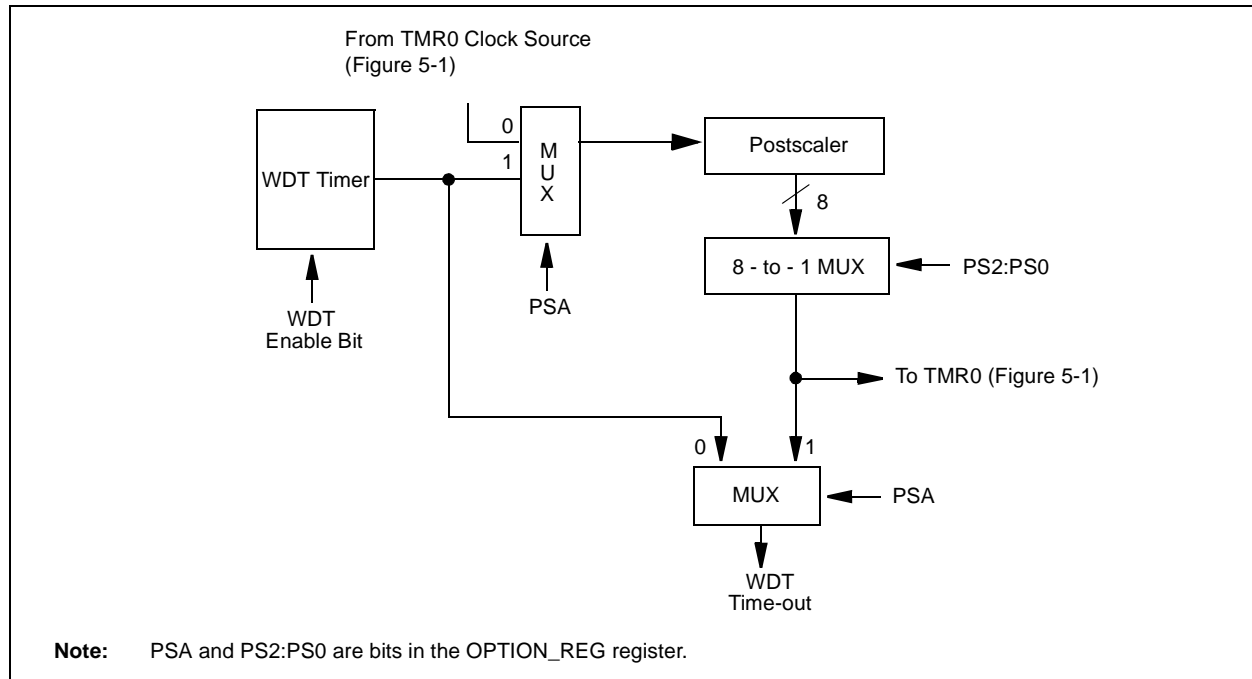 From TMR0 Clock Source
(Figure 5-1)
0
1
M
U
X
Postscaler
WDT Timer
8
8 - to - 1 MUX
PS2:PS0
PSA
WDT
Enable Bit
To TMR0 (Figure 5-1)
0
1
MUX
PSA
WDT
Time-out
Note: PSA and PS2:PS0 are bits in the OPTION_REG register.